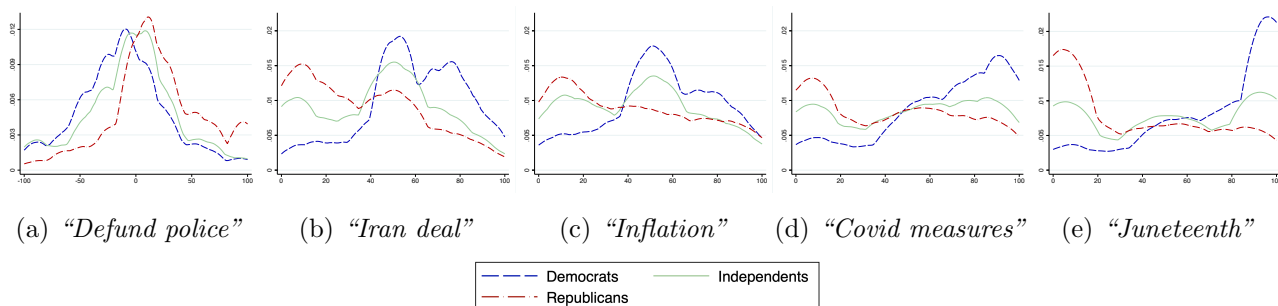 .012
.009
.006
.003
0
-100 -50 0 50 100
.02
.015
.01
.005
0
0 20 40 60 80 100
.02
.015
.01
.005
0
0 20 40 60 80 100
.02
.015
.01
.005
0
0 20 40 60 80 100
.02
.015
.01
.005
0
0 20 40 60 80 100
(a) “Defund police”
(b) “Iran deal”
(c) “Inflation”
(d) “Covid measures”
(e) “Juneteenth”
Democrats Independents
Republicans